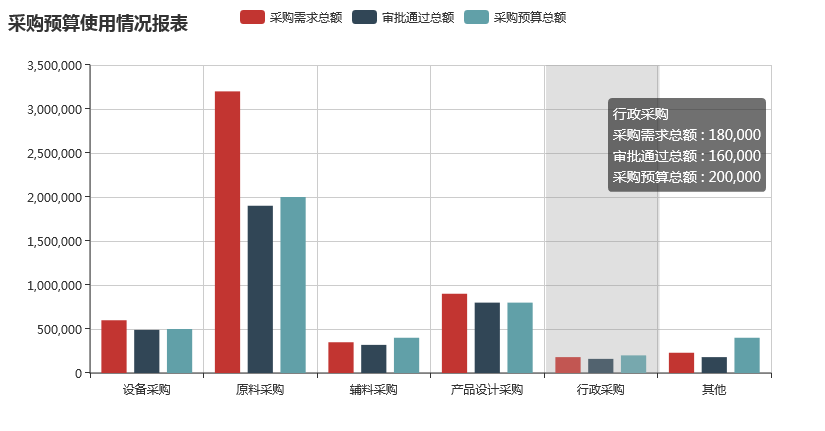 采购预算使用情况报表
采购需求总额 审批通过总额 采购预算总额
3,500,000
3,000,000
2,500,000
2,000,000
1,500,000
1,000,000
500,000
0
行政采购
采购需求总额 : 180,000
审批通过总额 : 160,000
采购预算总额 : 200,000
设备采购 原料采购 辅料采购 产品设计采购 行政采购 其他